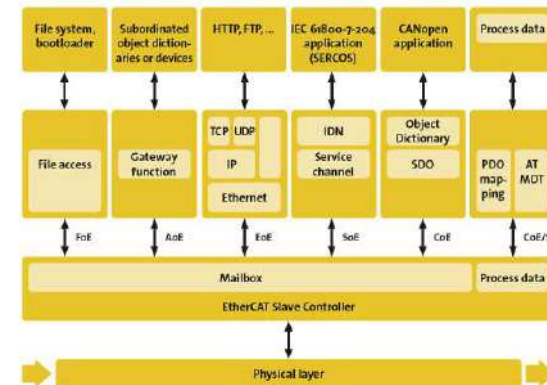 File system,
bootloader
Subordinated
object diction-
aries or devices
HTTP, FTP, ...
IEC 61800-7-204
application
(SERCOS)
CANopen
application
Process data
File access
Gateway
function
TCP UDP
IP
Ethernet
IDN
Service
channel
Object
Dictionary
SDO
PDO
map-
ping
AT
MDT
FoE
AoE
EoE
SoE
CoE
CoE/S
Mailbox
Process data
EtherCAT Slave Controller
Physical layer